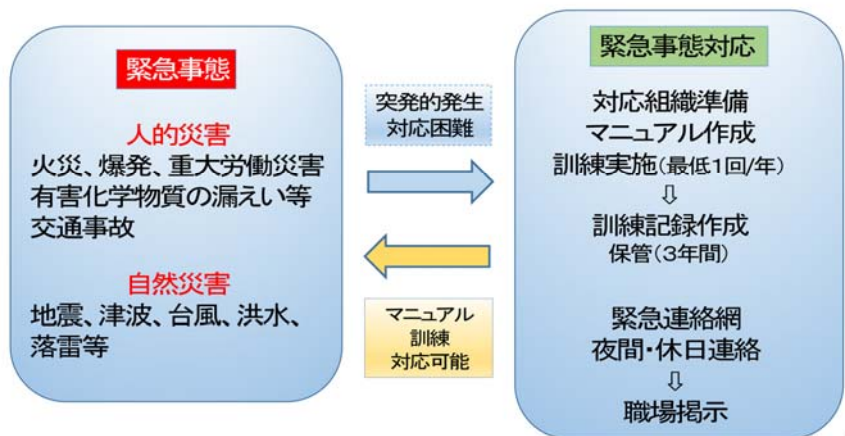 緊急事態
人的災害
火災、爆発、重大労働災害
有害化学物質の漏えい等
交通事故
自然災害
地震、津波、台風、洪水、
落雷等
突発的発生
対応困難
マニュアル
訓練
対応可能
緊急事態対応
対応組織準備
マニュアル作成
訓練実施(最低1回/年)
⇩
訓練記録作成
保管(3年間)
緊急連絡網
夜間・休日連絡
⇩
職場掲示